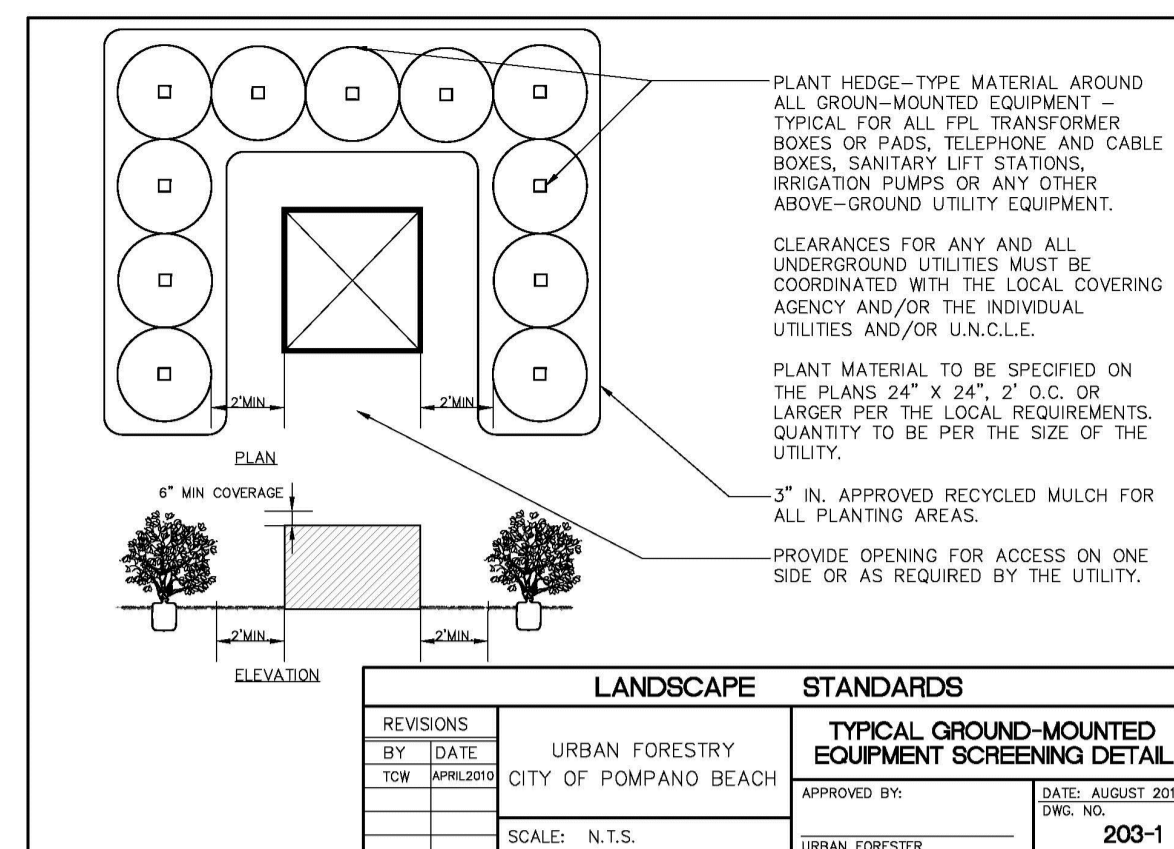 PLANT HEDGE-TYPE MATERIAL AROUND
ALL GROUN-MOUNTED EQUIPMENT –
TYPICAL FOR ALL FPL TRANSFORMER
BOXES OR PADS, TELEPHONE AND CABLE
BOXES, SANITARY LIFT STATIONS,
IRRIGATION PUMPS OR ANY OTHER
ABOVE-GROUND UTILITY EQUIPMENT.
CLEARANCES FOR ANY AND ALL
UNDERGROUND UTILITIES MUST BE
COORDINATED WITH THE LOCAL COVERING
AGENCY AND/OR THE INDIVIDUAL
UTILITIES AND/OR U.N.C.L.E.
PLANT MATERIAL TO BE SPECIFIED ON
THE PLANS 24" X 24", 2' O.C. OR
LARGER PER THE LOCAL REQUIREMENTS.
QUANTITY TO BE PER THE SIZE OF THE
UTILITY.
3" IN. APPROVED RECYCLED MULCH FOR
ALL PLANTING AREAS.
PROVIDE OPENING FOR ACCESS ON ONE
SIDE OR AS REQUIRED BY THE UTILITY.
2'MIN. 2'MIN.
PLAN
6" MIN COVERAGE
2'MIN. 2'MIN.
ELEVATION
LANDSCAPE STANDARDS
REVISIONS
BY DATE
TCW APRIL2010
URBAN FORESTRY
CITY OF POMPANO BEACH
SCALE: N.T.S.
TYPICAL GROUND-MOUNTED
EQUIPMENT SCREENING DETAIL
APPROVED BY:
URBAN FORESTER
DATE: AUGUST 201
DWG. NO.
203-1